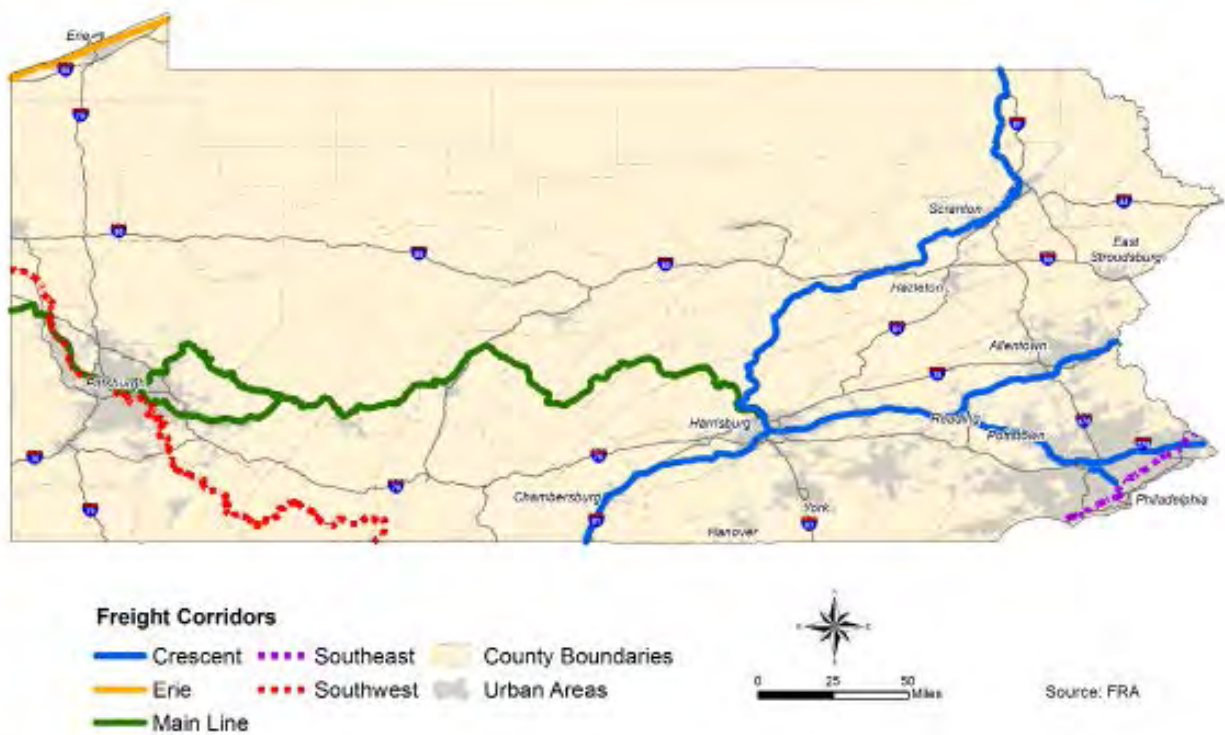 Erie
Scranton
East
Stroudsburg
Hazleton
Allentown
Pittsburgh
Harrisburg
Reading
Pottstown
Chambersburg
York
Philadelphia
Hanover
Freight Corridors
Crescent
Southeast
County Boundaries
Erie
Southwest
Urban Areas
Main Line
0 25 50
Miles
Source: FRA